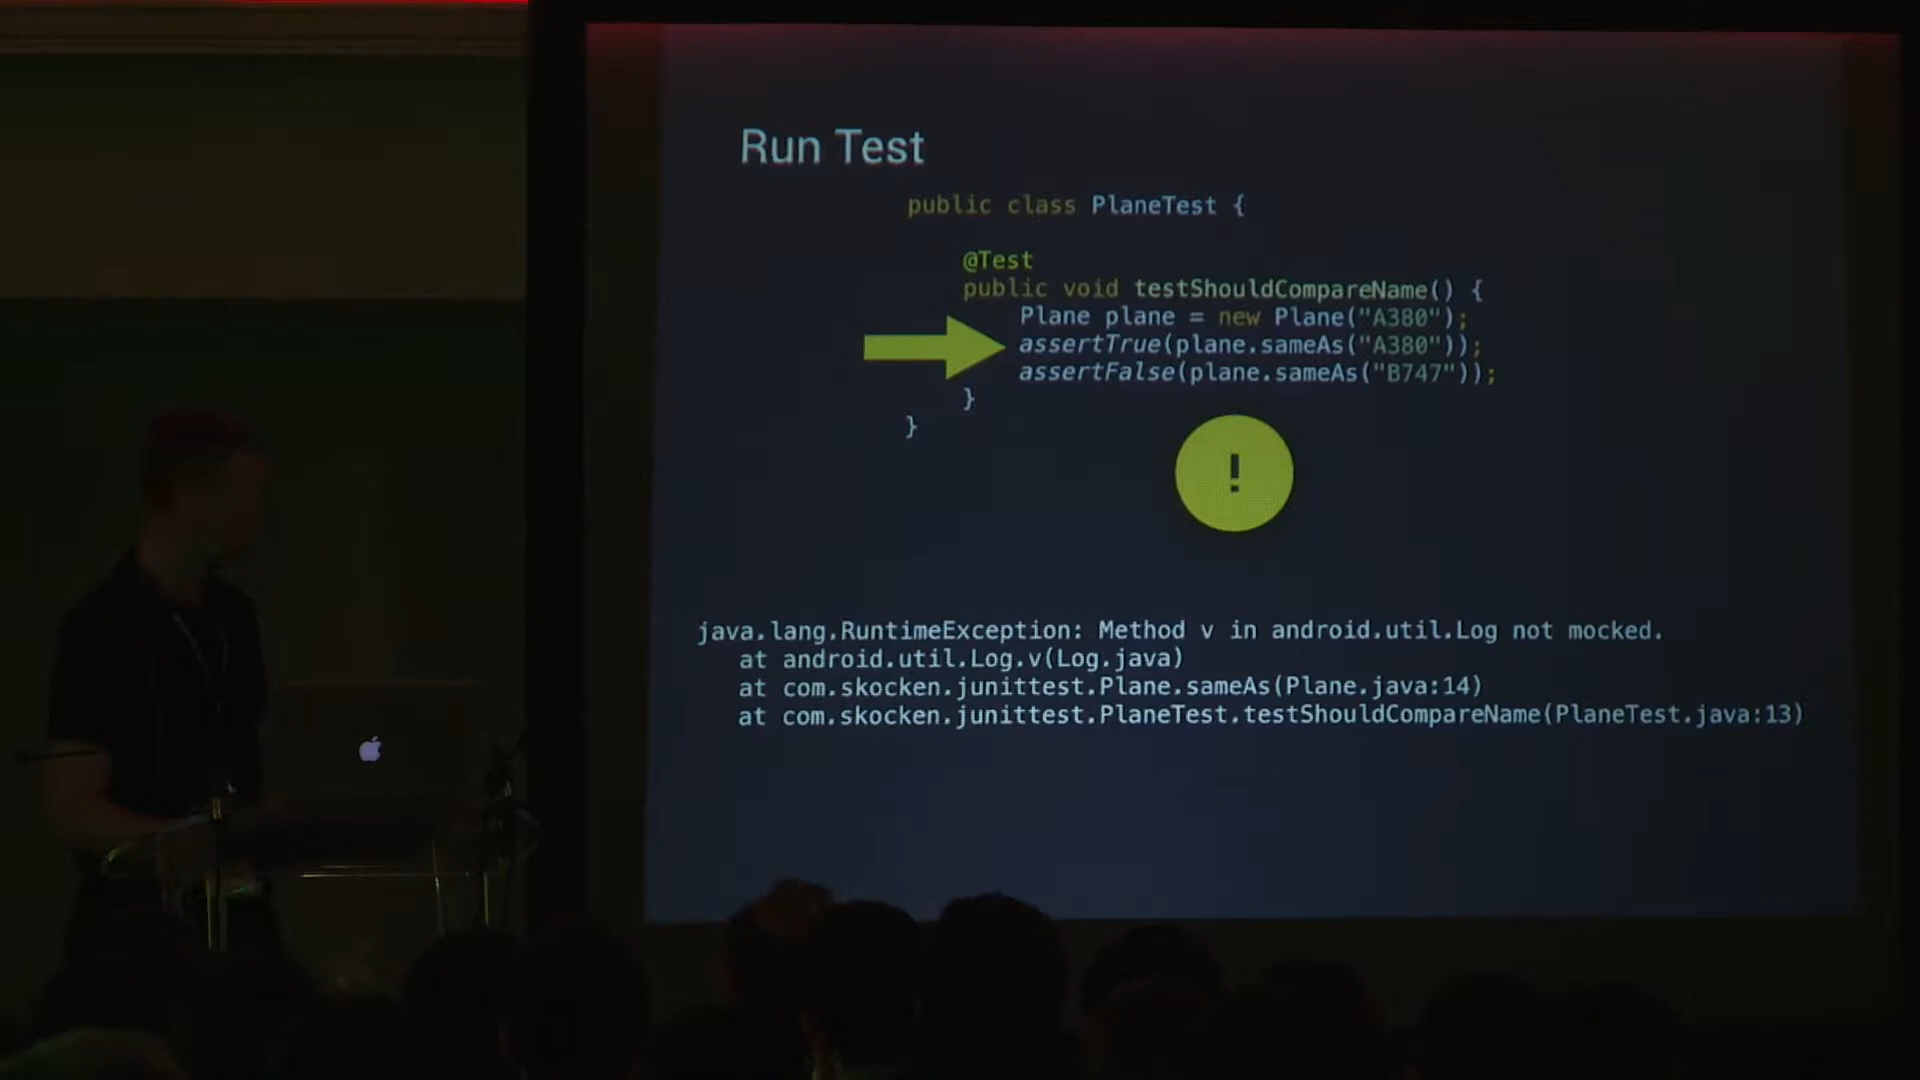 Run Test
public class PlaneTest {
@Test
public void testShouldCompareName() {
Plane plane = new Plane("A380");
assertTrue(plane.sameAs("A380"));
assertFalse(plane.sameAs("B747"));
}
}
!
java.lang.RuntimeException: Method v in android.util.Log not mocked.
at android.util.Log.v(Log.java)
at com.skocken.junittest.Plane.sameAs(Plane.java:14)
at com.skocken.junittest.PlaneTest.testShouldCompareName(PlaneTest.java:13)